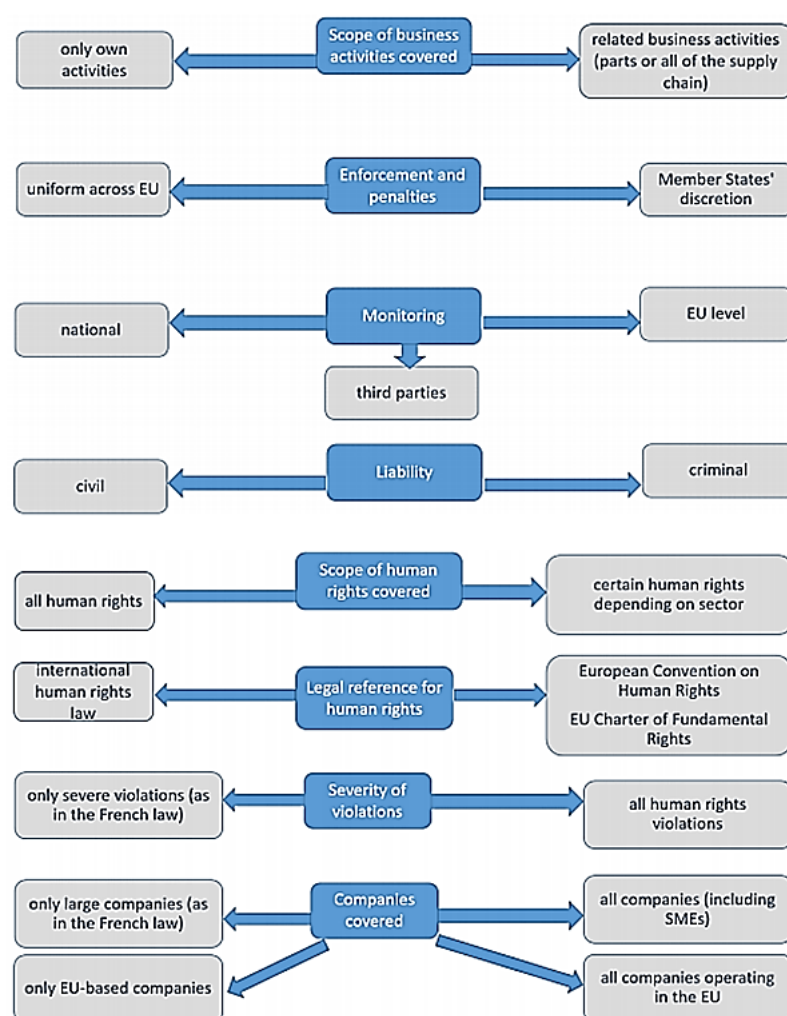 Scope of business
activities covered
only own
activities
related business activities
(parts or all of the supply
chain)
Enforcement and
penalties
uniform across EU
Member States'
discretion
Monitoring
national
EU level
third parties
Liability
civil
criminal
Scope of human
rights covered
all human rights
certain human rights
depending on sector
Legal reference for
human rights
international
human rights
law
European Convention on
Human Rights
EU Charter of Fundamental
Rights
Severity of
violations
only severe violations (as
in the French law)
all human rights
violations
Companies
covered
only large companies (as
in the French law)
all companies (including
SMEs)
only EU-based companies
all companies operating
in the EU